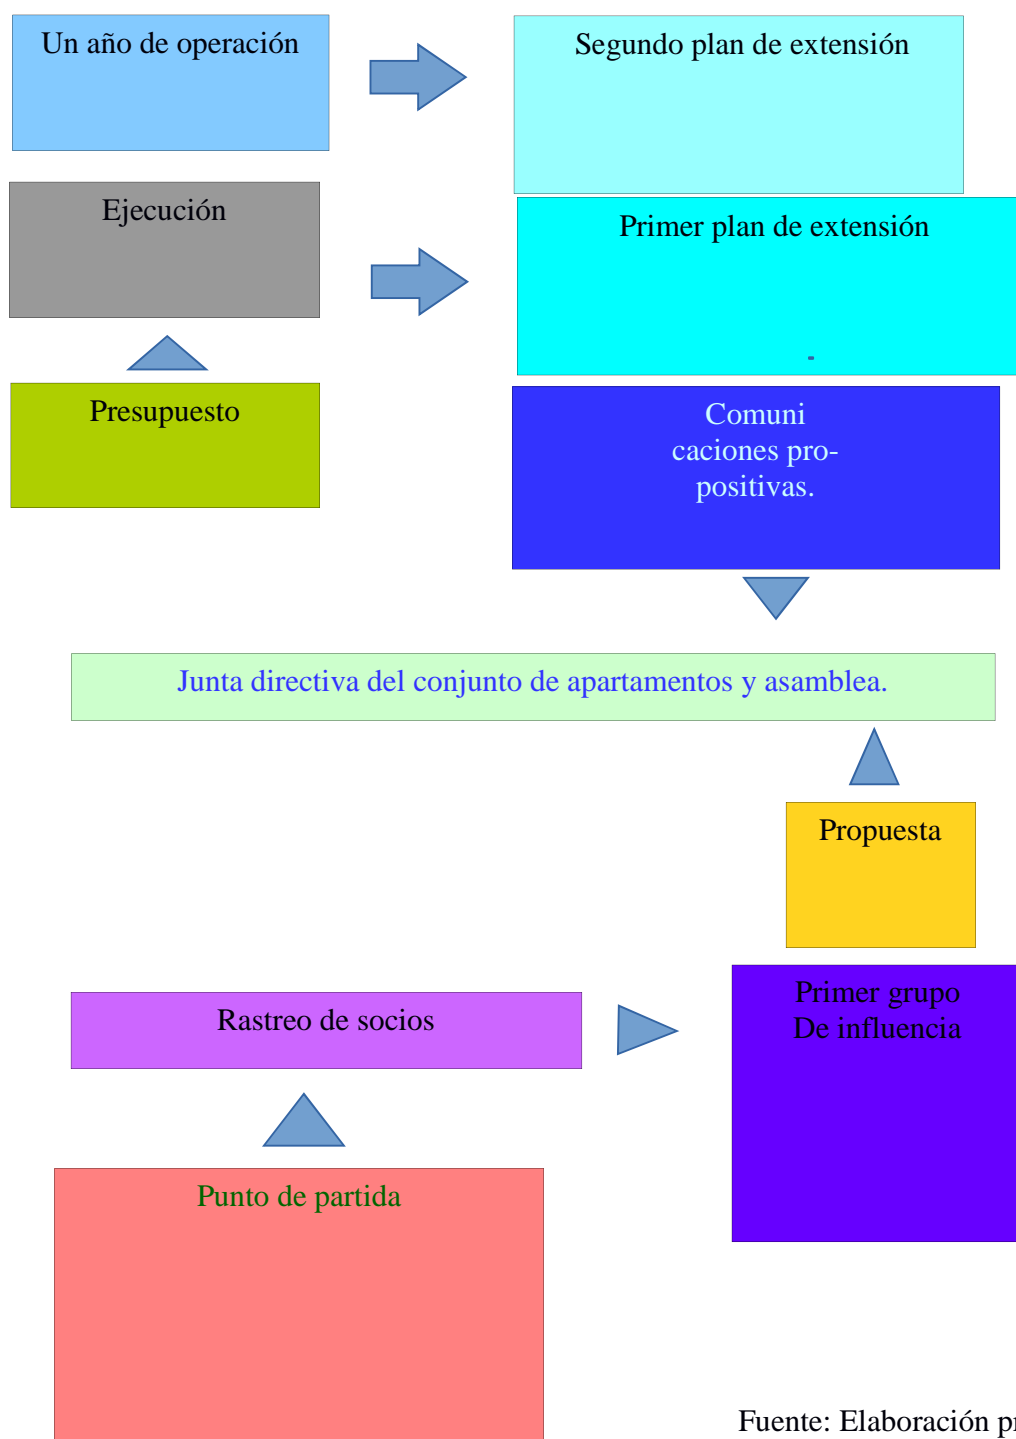 Un año de operación
Segundo plan de extensión
Ejecución
Primer plan de extensión
Presupuesto
Comuni
caciones pro-
positivas.
Junta directiva del conjunto de apartamentos y asamblea.
Propuesta
Primer grupo
De influencia
Rastreo de socios
Punto de partida
Fuente: Elaboración